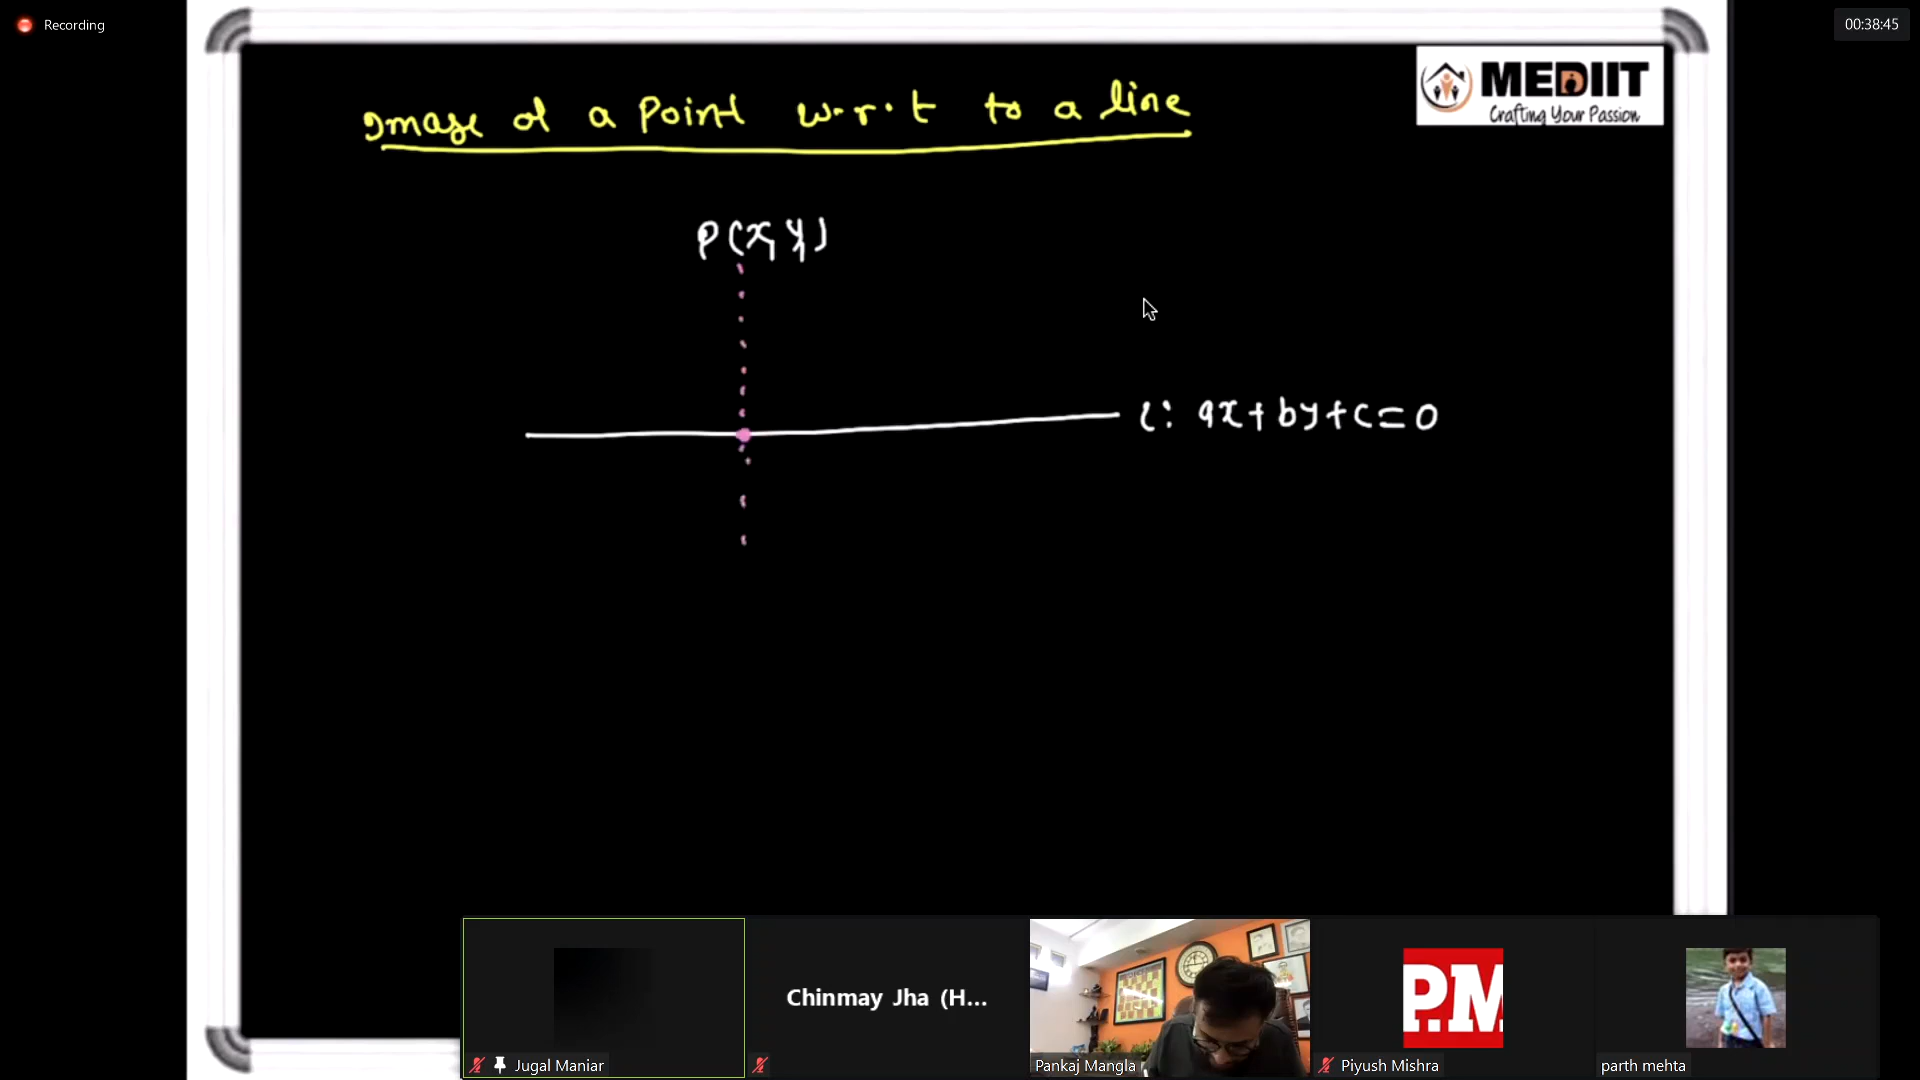 Recording
00:38:45
MEDIIT
Crafting Your Passion
Image of a Point w.r.t to a line
P(x, y)
L: ax+by+c=0
Jugal Maniar
Chinmay Jha (H...
Pankaj Mangla
Piyush Mishra
P.M
parth mehta